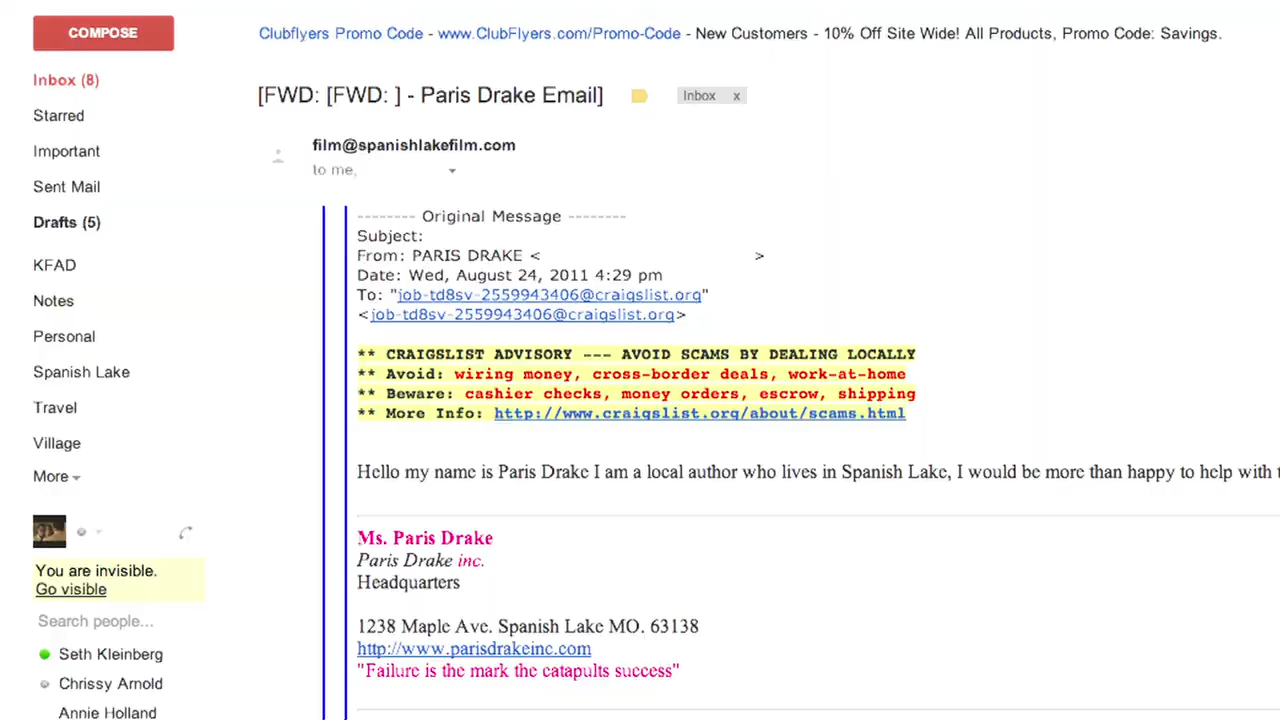 COMPOSE
Clubflyers Promo Code - www.ClubFlyers.com/Promo-Code - New Customers - 10% Off Site Wide! All Products, Promo Code: Savings.
Inbox (8)
Starred
Important
Sent Mail
Drafts (5)
KFAD
Notes
Personal
Spanish Lake
Travel
Village
More
You are invisible.
Go visible
Search people...
Seth Kleinberg
Chrissy Arnold
Annie Holland
[FWD: [FWD: ] - Paris Drake Email]
Inbox x
film@spanishlakefilm.com
to me,
-------- Original Message --------
Subject:
From: PARIS DRAKE < >
Date: Wed, August 24, 2011 4:29 pm
To: "job-td8sv-2559943406@craigslist.org"
<job-td8sv-2559943406@craigslist.org>
** CRAIGSLIST ADVISORY --- AVOID SCAMS BY DEALING LOCALLY
** Avoid: wiring money, cross-border deals, work-at-home
** Beware: cashier checks, money orders, escrow, shipping
** More Info: http://www.craigslist.org/about/scams.html
Hello my name is Paris Drake I am a local author who lives in Spanish Lake, I would be more than happy to help with
Ms. Paris Drake
Paris Drake inc.
Headquarters
1238 Maple Ave. Spanish Lake MO. 63138
http://www.parisdrakeinc.com
"Failure is the mark the catapults success"